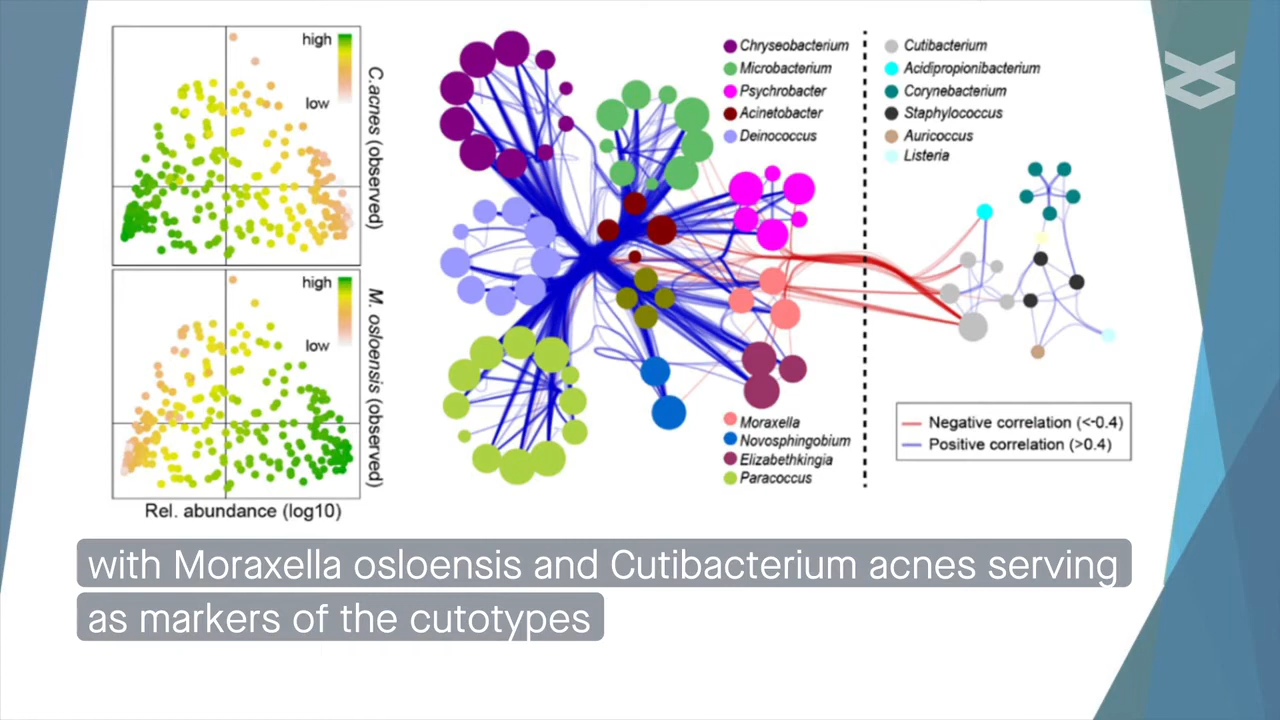 high
low
C.acnes (observed)
high
low
M. osloensis (observed)
Rel. abundance (log10)
Chryseobacterium
Microbacterium
Psychrobacter
Acinetobacter
Deinococcus
Cutibacterium
Acidipropionibacterium
Corynebacterium
Staphylococcus
Auricoccus
Listeria
Moraxella
Novosphingobium
Elizabethkingia
Paracoccus
Negative correlation (<-0.4)
Positive correlation (>0.4)
with Moraxella osloensis and Cutibacterium acnes serving
as markers of the cutotypes